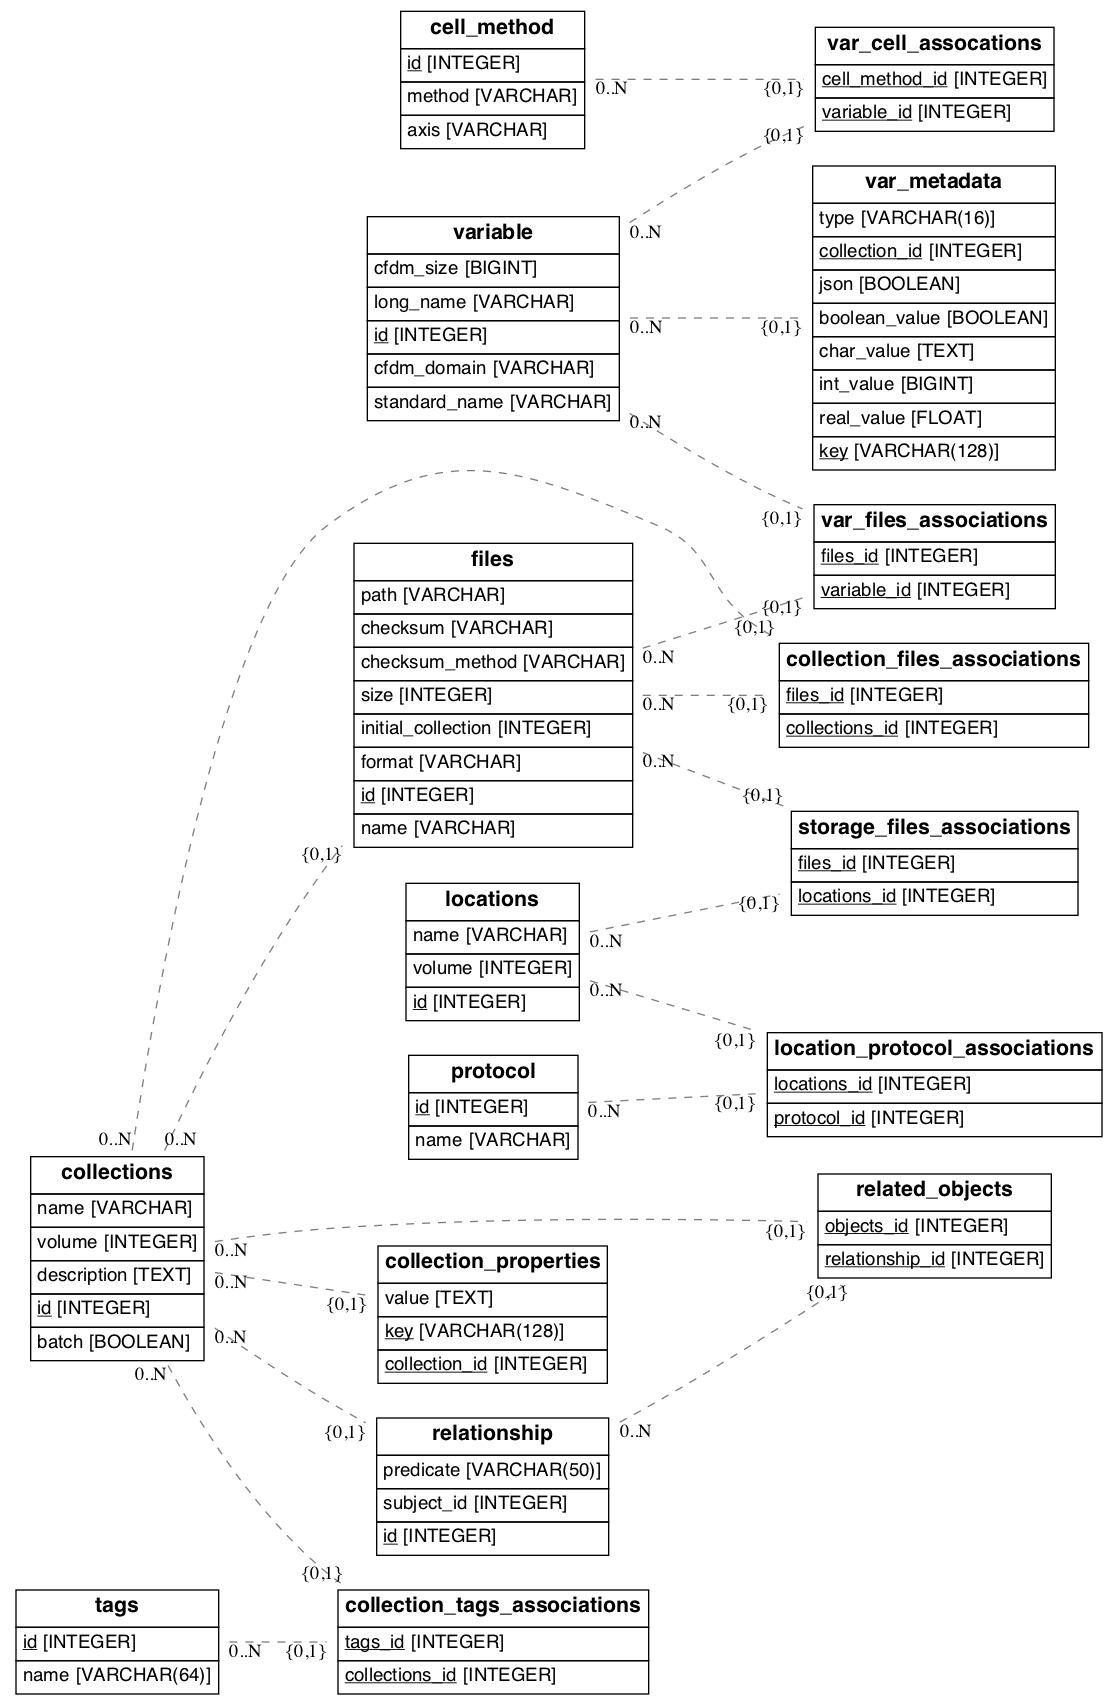 cell_method
id [INTEGER]
method [VARCHAR]
axis [VARCHAR]
0..N
{0,1}
var_cell_assocations
cell_method_id [INTEGER]
variable_id [INTEGER]
{0,1}
0..N
variable
cfdm_size [BIGINT]
long_name [VARCHAR]
id [INTEGER]
cfdm_domain [VARCHAR]
standard_name [VARCHAR]
0..N
{0,1}
0..N
{0,1}
var_metadata
type [VARCHAR(16)]
collection_id [INTEGER]
json [BOOLEAN]
boolean_value [BOOLEAN]
char_value [TEXT]
int_value [BIGINT]
real_value [FLOAT]
key [VARCHAR(128)]
var_files_associations
files_id [INTEGER]
variable_id [INTEGER]
files
path [VARCHAR]
checksum [VARCHAR]
checksum_method [VARCHAR]
size [INTEGER]
initial_collection [INTEGER]
format [VARCHAR]
id [INTEGER]
name [VARCHAR]
{0,1}
0..N
{0,1}
0..N
{0,1}
0..N
{0,1}
{0,1}
collection_files_associations
files_id [INTEGER]
collections_id [INTEGER]
storage_files_associations
files_id [INTEGER]
locations_id [INTEGER]
locations
name [VARCHAR]
volume [INTEGER]
id [INTEGER]
0..N
{0,1}
0..N
{0,1}
location_protocol_associations
locations_id [INTEGER]
protocol_id [INTEGER]
protocol
id [INTEGER]
name [VARCHAR]
0..N
{0,1}
0..N
0..N
collections
name [VARCHAR]
volume [INTEGER]
description [TEXT]
id [INTEGER]
batch [BOOLEAN]
0..N
{0,1}
0..N
{0,1}
0..N
{0,1}
0..N
{0,1}
related_objects
objects_id [INTEGER]
relationship_id [INTEGER]
{0,1}
0..N
collection_properties
value [TEXT]
key [VARCHAR(128)]
collection_id [INTEGER]
relationship
predicate [VARCHAR(50)]
subject_id [INTEGER]
id [INTEGER]
tags
id [INTEGER]
name [VARCHAR(64)]
0..N
{0,1}
collection_tags_associations
tags_id [INTEGER]
collections_id [INTEGER]